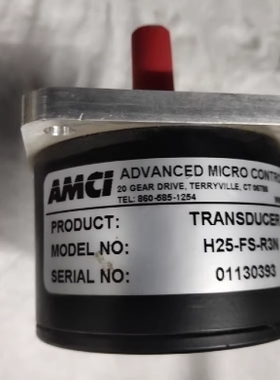 AMCI ADVANCED MICRO CONTRO
20 GEAR DRIVE, TERRYVILLE, CT 06786
TEL: 860-585-1254
PRODUCT: TRANSDUCER
MODEL NO: H25-FS-R3N
SERIAL NO: 01130393